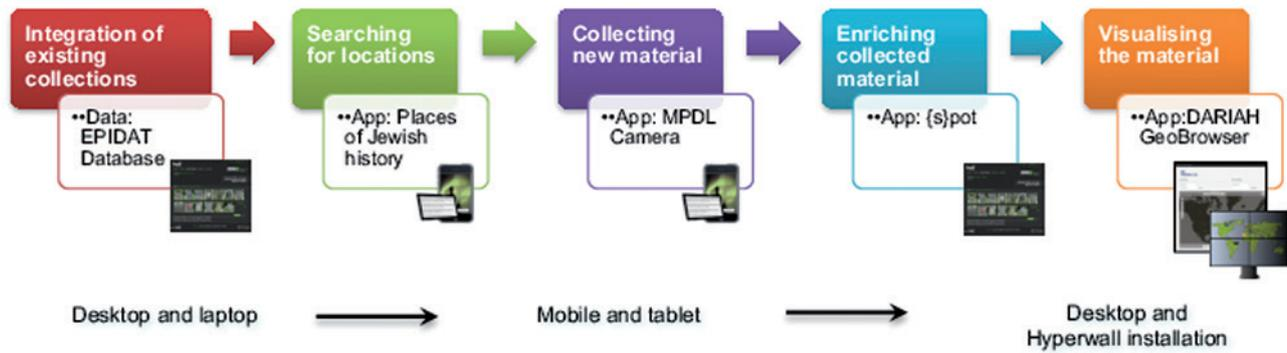 Integration of
existing
collections
••Data:
EPIDAT
Database
Searching
for locations
••App: Places
of Jewish
history
Collecting
new material
••App: MPDL
Camera
Enriching
collected
material
••App: {s}pot
Visualising
the material
••App:DARIAH
GeoBrowser
Desktop and laptop
Mobile and tablet
Desktop and
Hyperwall installation